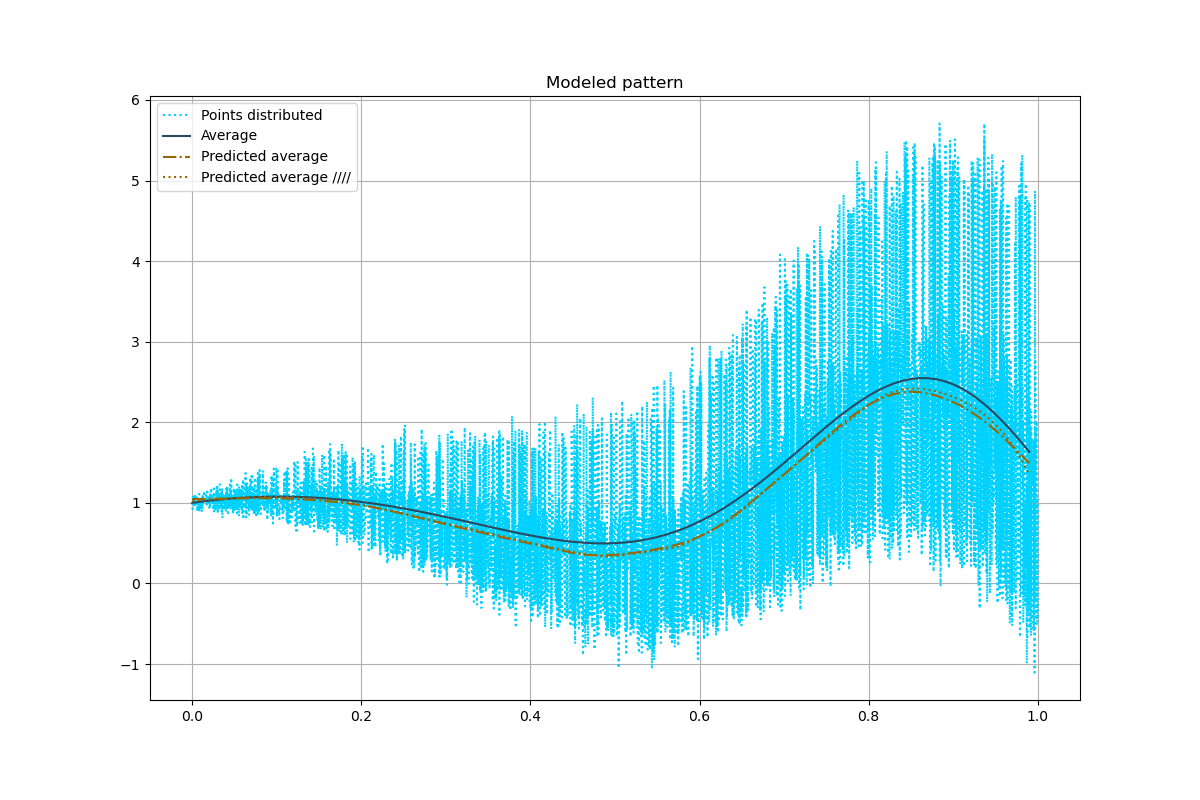 Modeled pattern
Points distributed
Average
Predicted average
Predicted average ////
6
5
4
3
2
1
0
−1
0.0 0.2 0.4 0.6 0.8 1.0